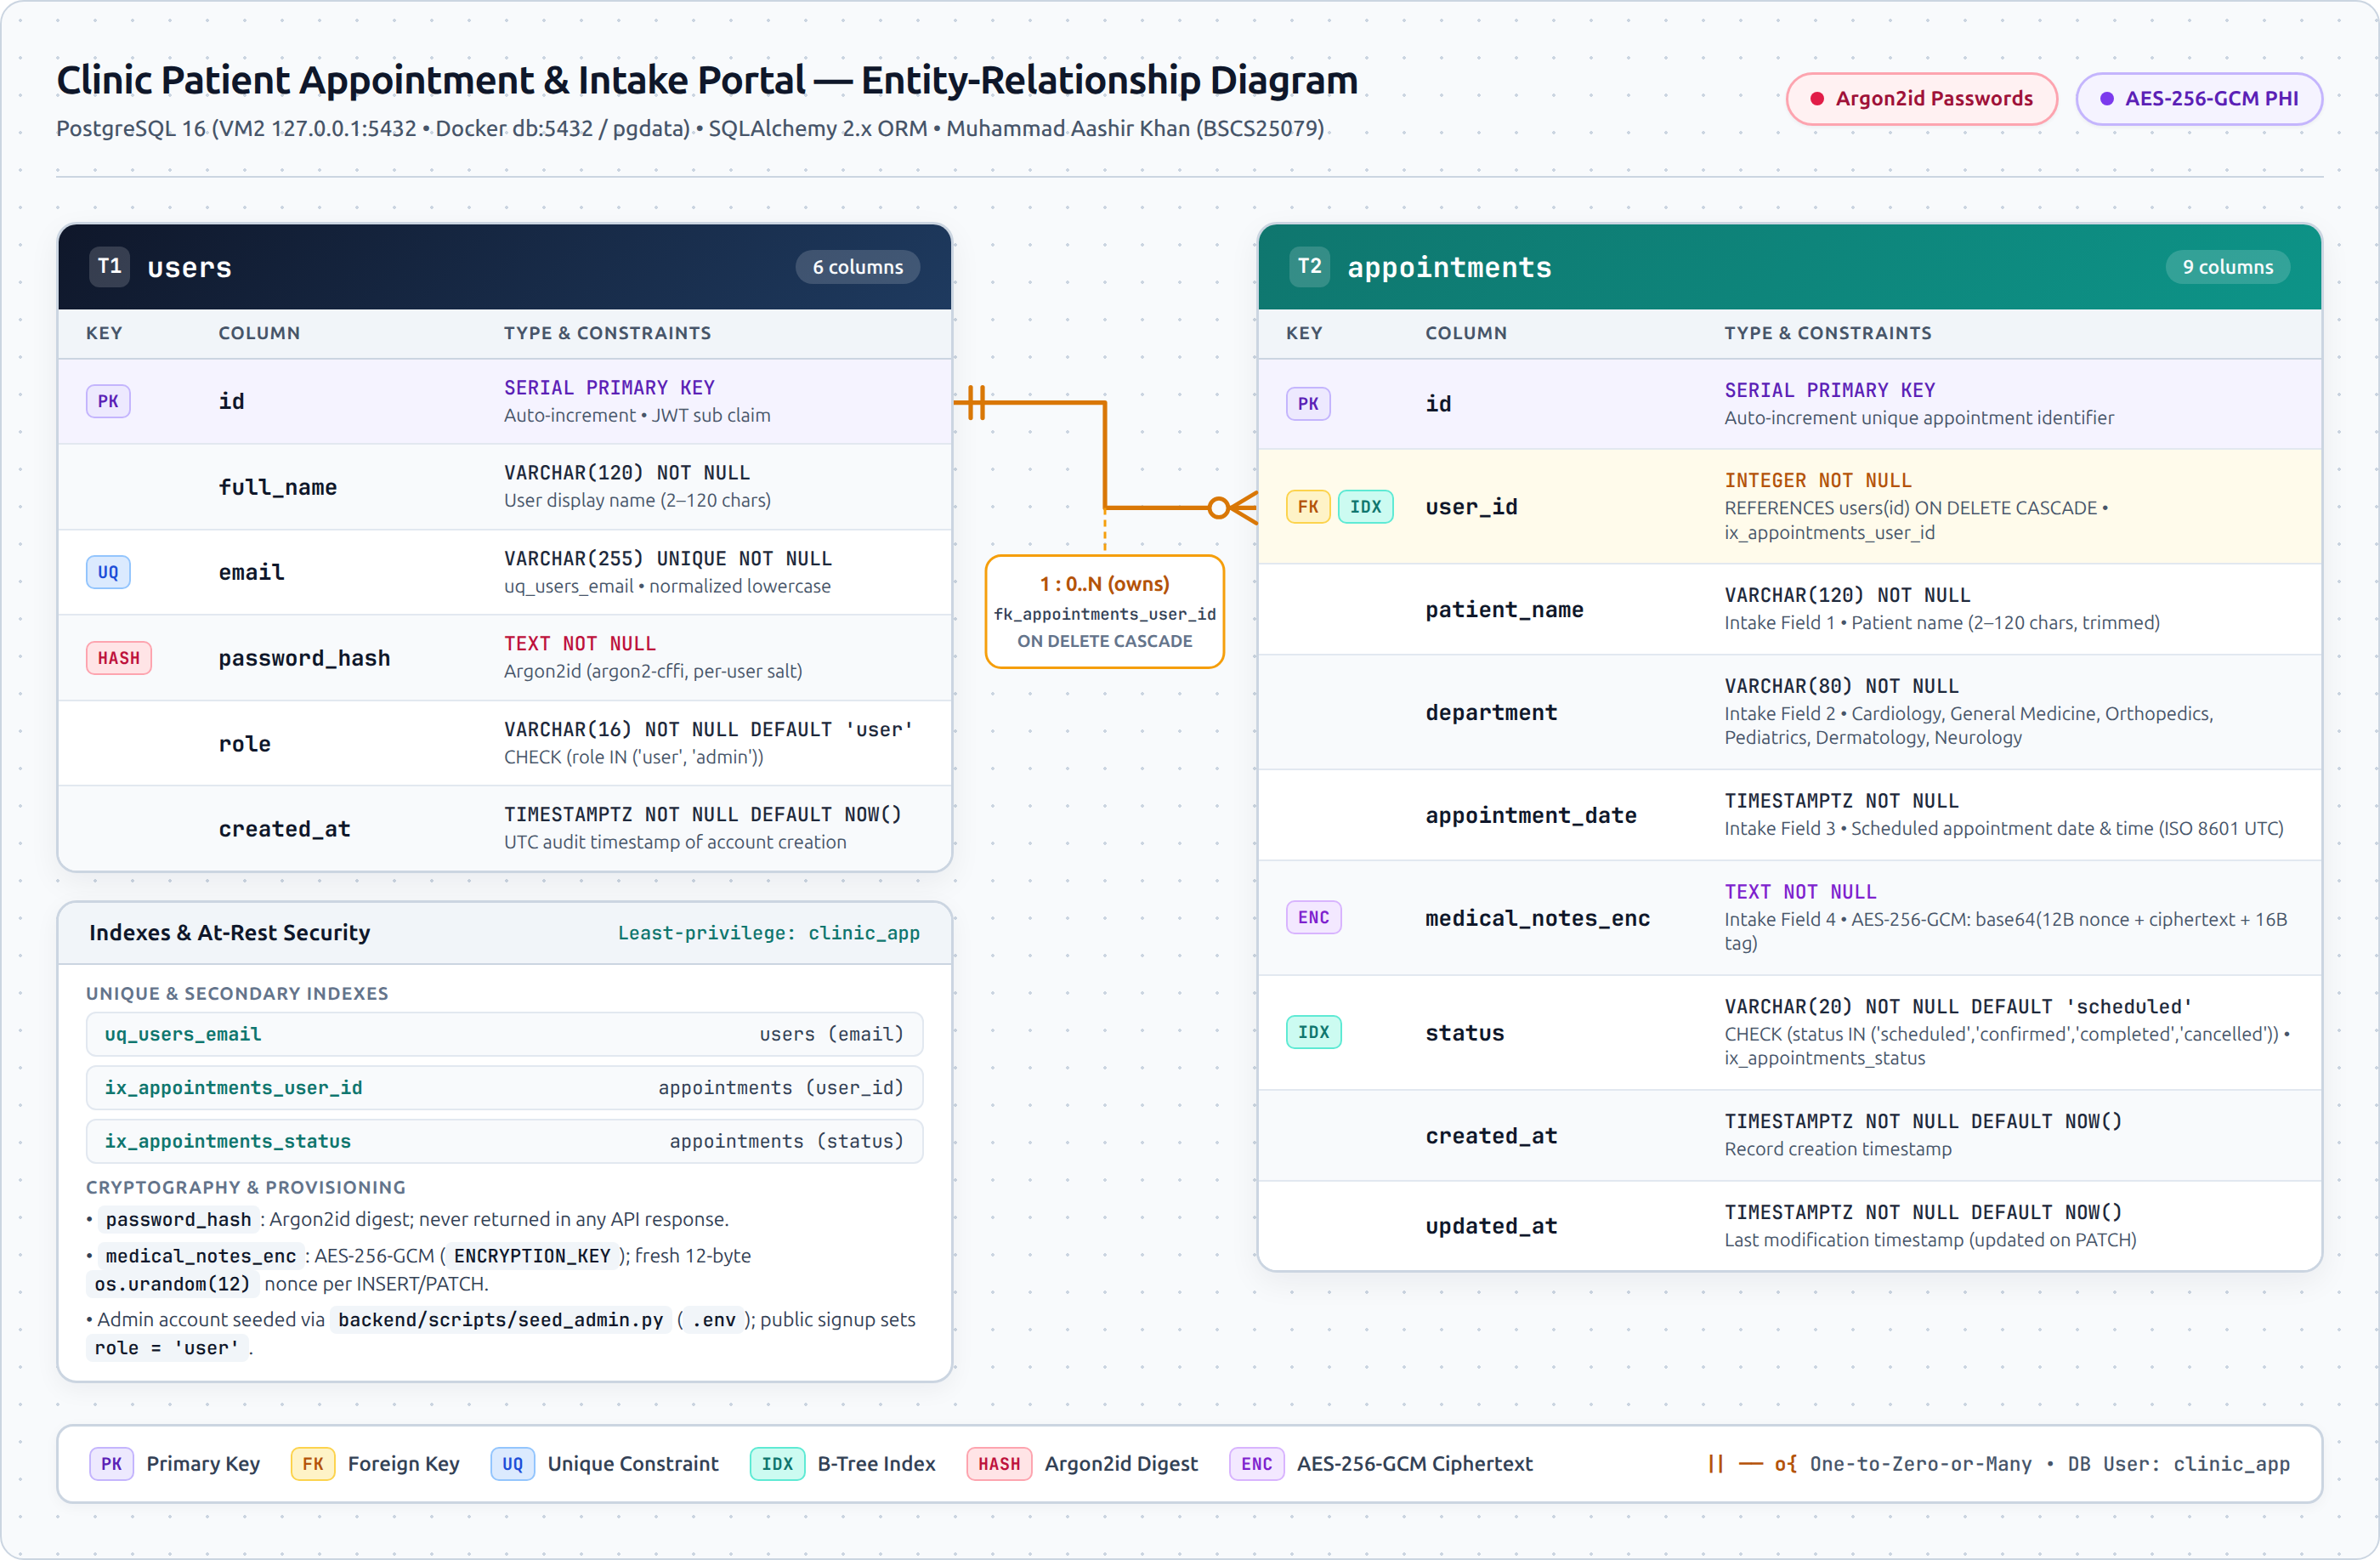 Clinic Patient Appointment & Intake Portal — Entity-Relationship Diagram
PostgreSQL 16 (VM2 127.0.0.1:5432 • Docker db:5432 / pgdata) • SQLAlchemy 2.x ORM • Muhammad Aashir Khan (BSCS25079)
Argon2id Passwords
AES-256-GCM PHI
T1 users 6 columns
KEY COLUMN TYPE & CONSTRAINTS
PK id SERIAL PRIMARY KEY
Auto-increment • JWT sub claim
full_name VARCHAR(120) NOT NULL
User display name (2–120 chars)
UQ email VARCHAR(255) UNIQUE NOT NULL
uq_users_email • normalized lowercase
HASH password_hash TEXT NOT NULL
Argon2id (argon2-cffi, per-user salt)
role VARCHAR(16) NOT NULL DEFAULT 'user'
CHECK (role IN ('user', 'admin'))
created_at TIMESTAMPTZ NOT NULL DEFAULT NOW()
UTC audit timestamp of account creation
1 : 0..N (owns)
fk_appointments_user_id
ON DELETE CASCADE
T2 appointments 9 columns
KEY COLUMN TYPE & CONSTRAINTS
PK id SERIAL PRIMARY KEY
Auto-increment unique appointment identifier
FK IDX user_id INTEGER NOT NULL
REFERENCES users(id) ON DELETE CASCADE •
ix_appointments_user_id
patient_name VARCHAR(120) NOT NULL
Intake Field 1 • Patient name (2–120 chars, trimmed)
department VARCHAR(80) NOT NULL
Intake Field 2 • Cardiology, General Medicine, Orthopedics,
Pediatrics, Dermatology, Neurology
appointment_date TIMESTAMPTZ NOT NULL
Intake Field 3 • Scheduled appointment date & time (ISO 8601 UTC)
ENC medical_notes_enc TEXT NOT NULL
Intake Field 4 • AES-256-GCM: base64(12B nonce + ciphertext + 16B
tag)
IDX status VARCHAR(20) NOT NULL DEFAULT 'scheduled'
CHECK (status IN ('scheduled','confirmed','completed','cancelled')) •
ix_appointments_status
created_at TIMESTAMPTZ NOT NULL DEFAULT NOW()
Record creation timestamp
updated_at TIMESTAMPTZ NOT NULL DEFAULT NOW()
Last modification timestamp (updated on PATCH)
Indexes & At-Rest Security Least-privilege: clinic_app
UNIQUE & SECONDARY INDEXES
uq_users_email users (email)
ix_appointments_user_id appointments (user_id)
ix_appointments_status appointments (status)
CRYPTOGRAPHY & PROVISIONING
• password_hash : Argon2id digest; never returned in any API response.
• medical_notes_enc : AES-256-GCM ( ENCRYPTION_KEY ); fresh 12-byte
os.urandom(12) nonce per INSERT/PATCH.
• Admin account seeded via backend/scripts/seed_admin.py ( .env ); public signup sets
role = 'user' .
PK Primary Key FK Foreign Key UQ Unique Constraint IDX B-Tree Index HASH Argon2id Digest ENC AES-256-GCM Ciphertext || — o{ One-to-Zero-or-Many • DB User: clinic_app